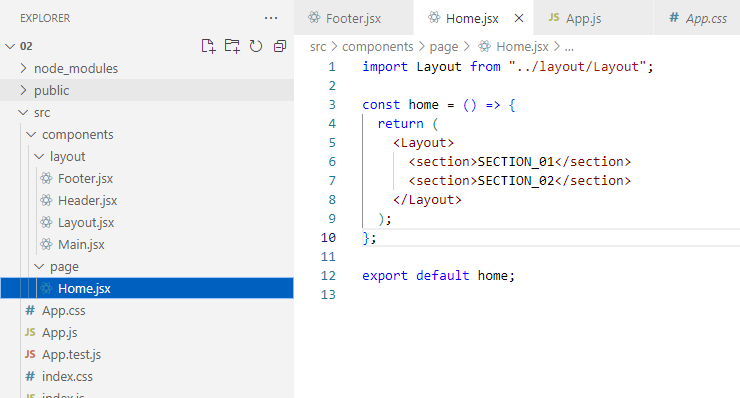 EXPLORER
02
node_modules
public
src
components
layout
Footer.jsx
Header.jsx
Layout.jsx
Main.jsx
page
Home.jsx
App.css
JS App.js
JS App.test.js
index.css
JS index.js
Footer.jsx Home.jsx JS App.js App.css
src > components > page > Home.jsx > ...
1 import Layout from "../layout/Layout";
2
3 const home = () => {
4 return (
5 <Layout>
6 <section>SECTION_01</section>
7 <section>SECTION_02</section>
8 </Layout>
9 );
10 };
11
12 export default home;
13